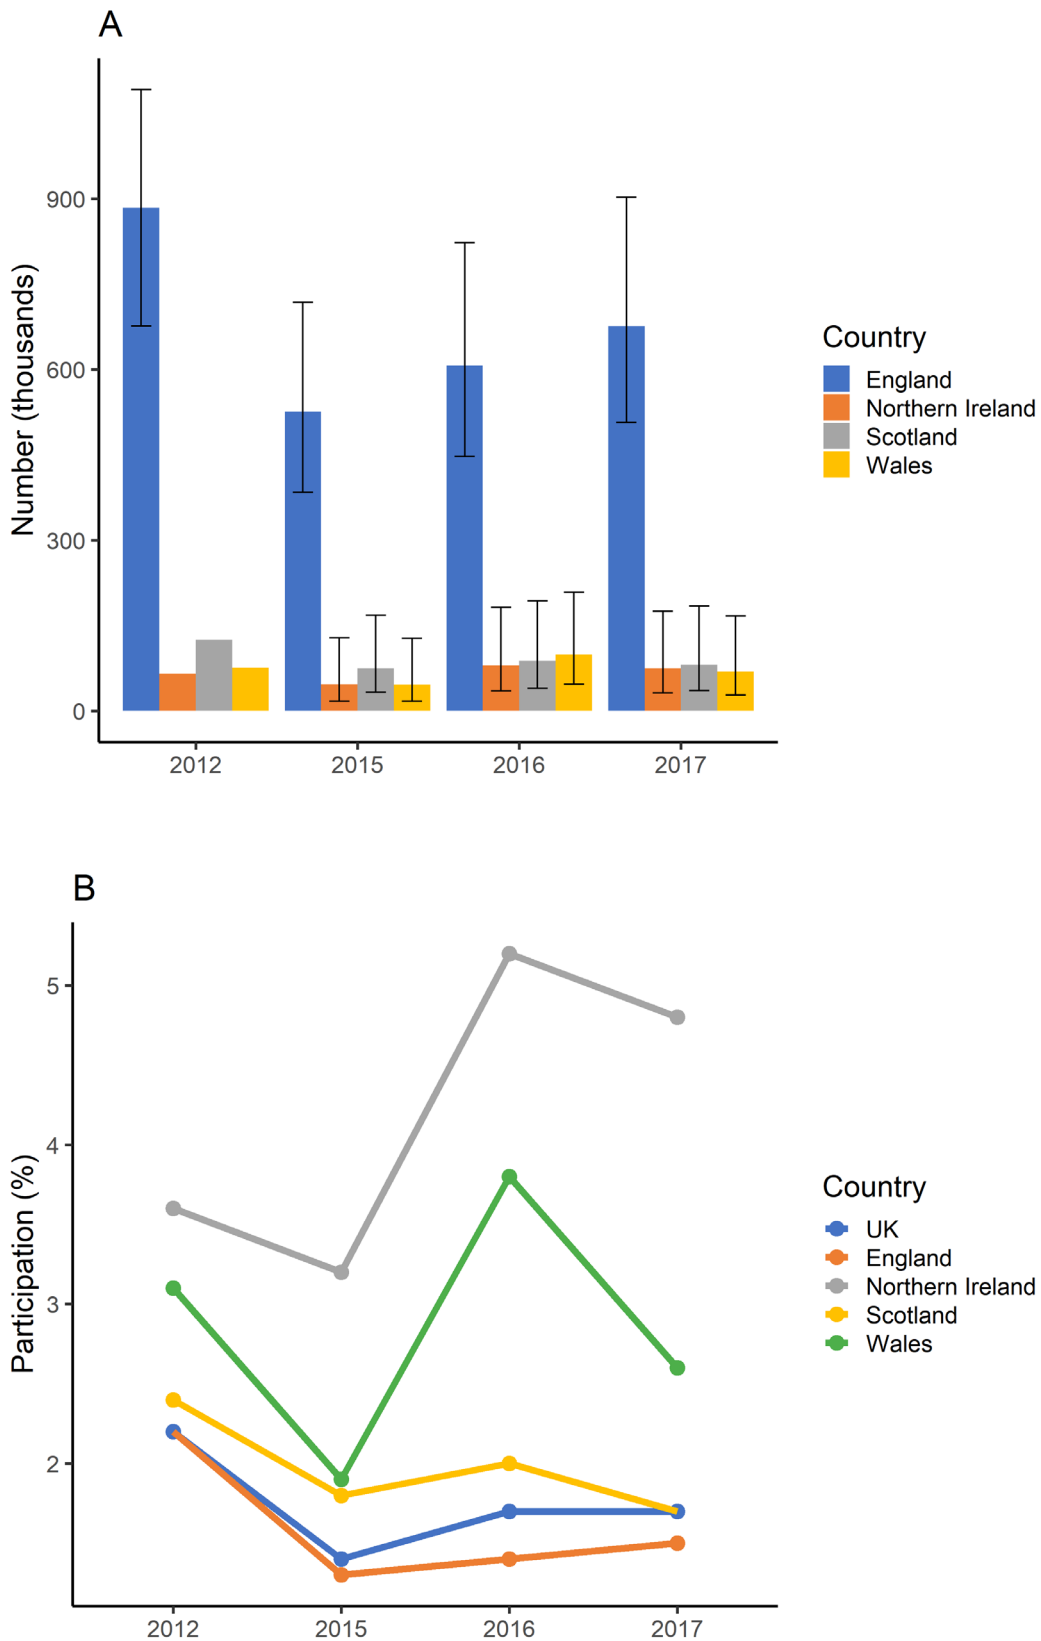 A
Number (thousands)
900
600
300
0
2012 2015 2016 2017
Country
England
Northern Ireland
Scotland
Wales
B
Participation (%)
5
4
3
2
2012 2015 2016 2017
Country
UK
England
Northern Ireland
Scotland
Wales